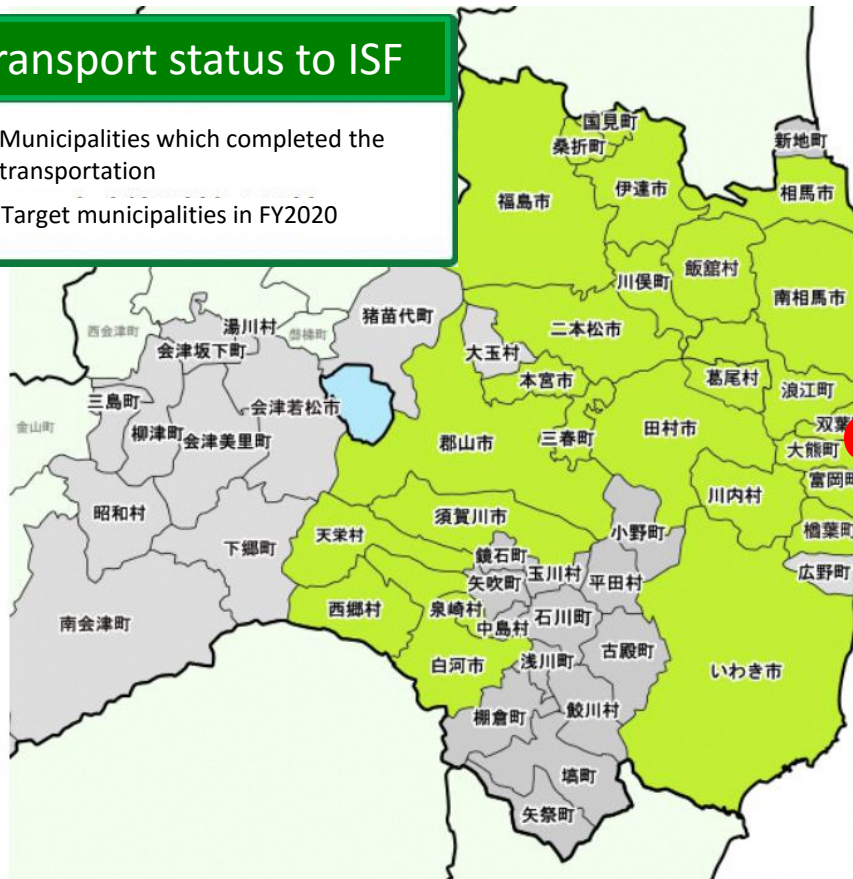 ransport status to ISF
Municipalities which completed the
transportation
Target municipalities in FY2020
国見町
桑折町
新地町
福島市
伊達市
相馬市
川俣町
飯舘村
南相馬市
西会津町
湯川村
磐梯町
猪苗代町
二本松市
会津坂下町
大玉村
本宮市
葛尾村
浪江町
三島町
会津若松市
金山町
柳津町
会津美里町
郡山市
三春町
田村市
双葉
大熊町
富岡町
川内村
昭和村
下郷町
天栄村
須賀川市
小野町
楢葉町
鏡石町
矢吹町
玉川村
平田村
広野町
南会津町
西郷村
泉崎村
中島村
石川町
白河市
浅川町
古殿町
いわき市
棚倉町
鮫川村
塙町
矢祭町